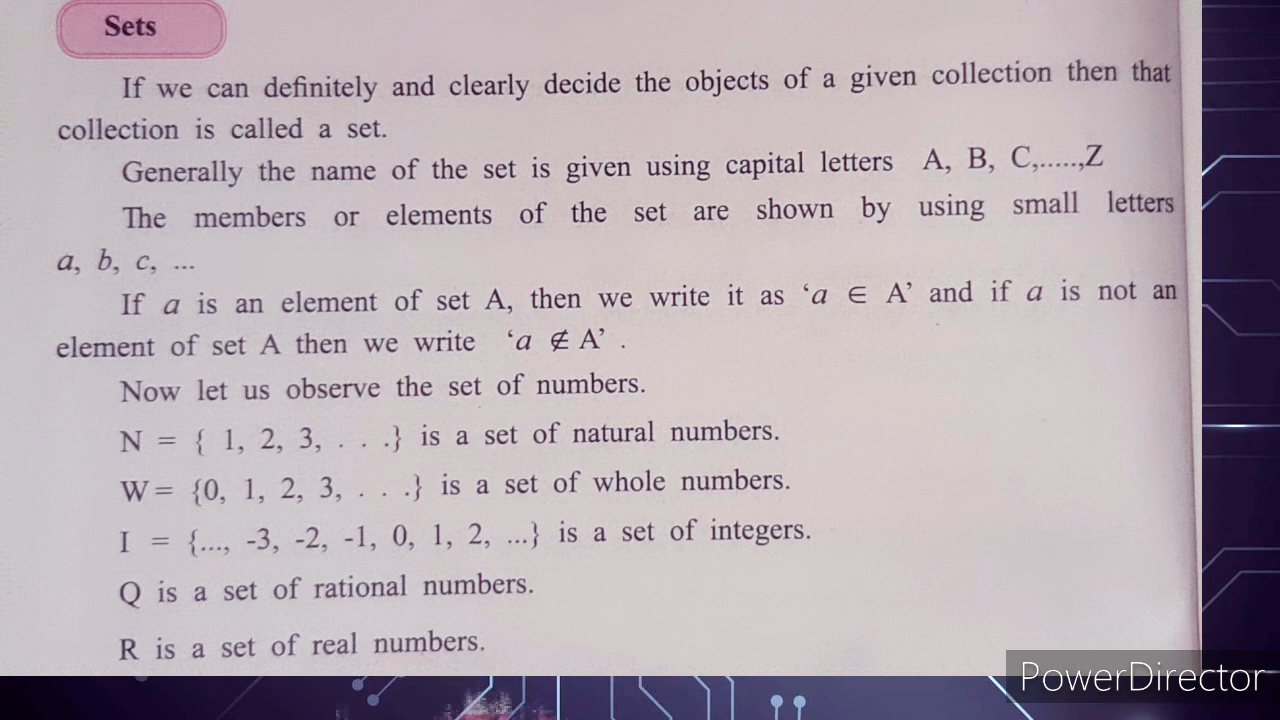 Sets
If we can definitely and clearly decide the objects of a given collection then that
collection is called a set.
Generally the name of the set is given using capital letters A, B, C,.....,Z
The members or elements of the set are shown by using small letters
a, b, c, ...
If a is an element of set A, then we write it as ‘a ∈ A’ and if a is not an
element of set A then we write ‘a ∉ A’ .
Now let us observe the set of numbers.
N = { 1, 2, 3, . . .} is a set of natural numbers.
W= {0, 1, 2, 3, . . .} is a set of whole numbers.
I = {..., -3, -2, -1, 0, 1, 2, ...} is a set of integers.
Q is a set of rational numbers.
R is a set of real numbers.
PowerDirector